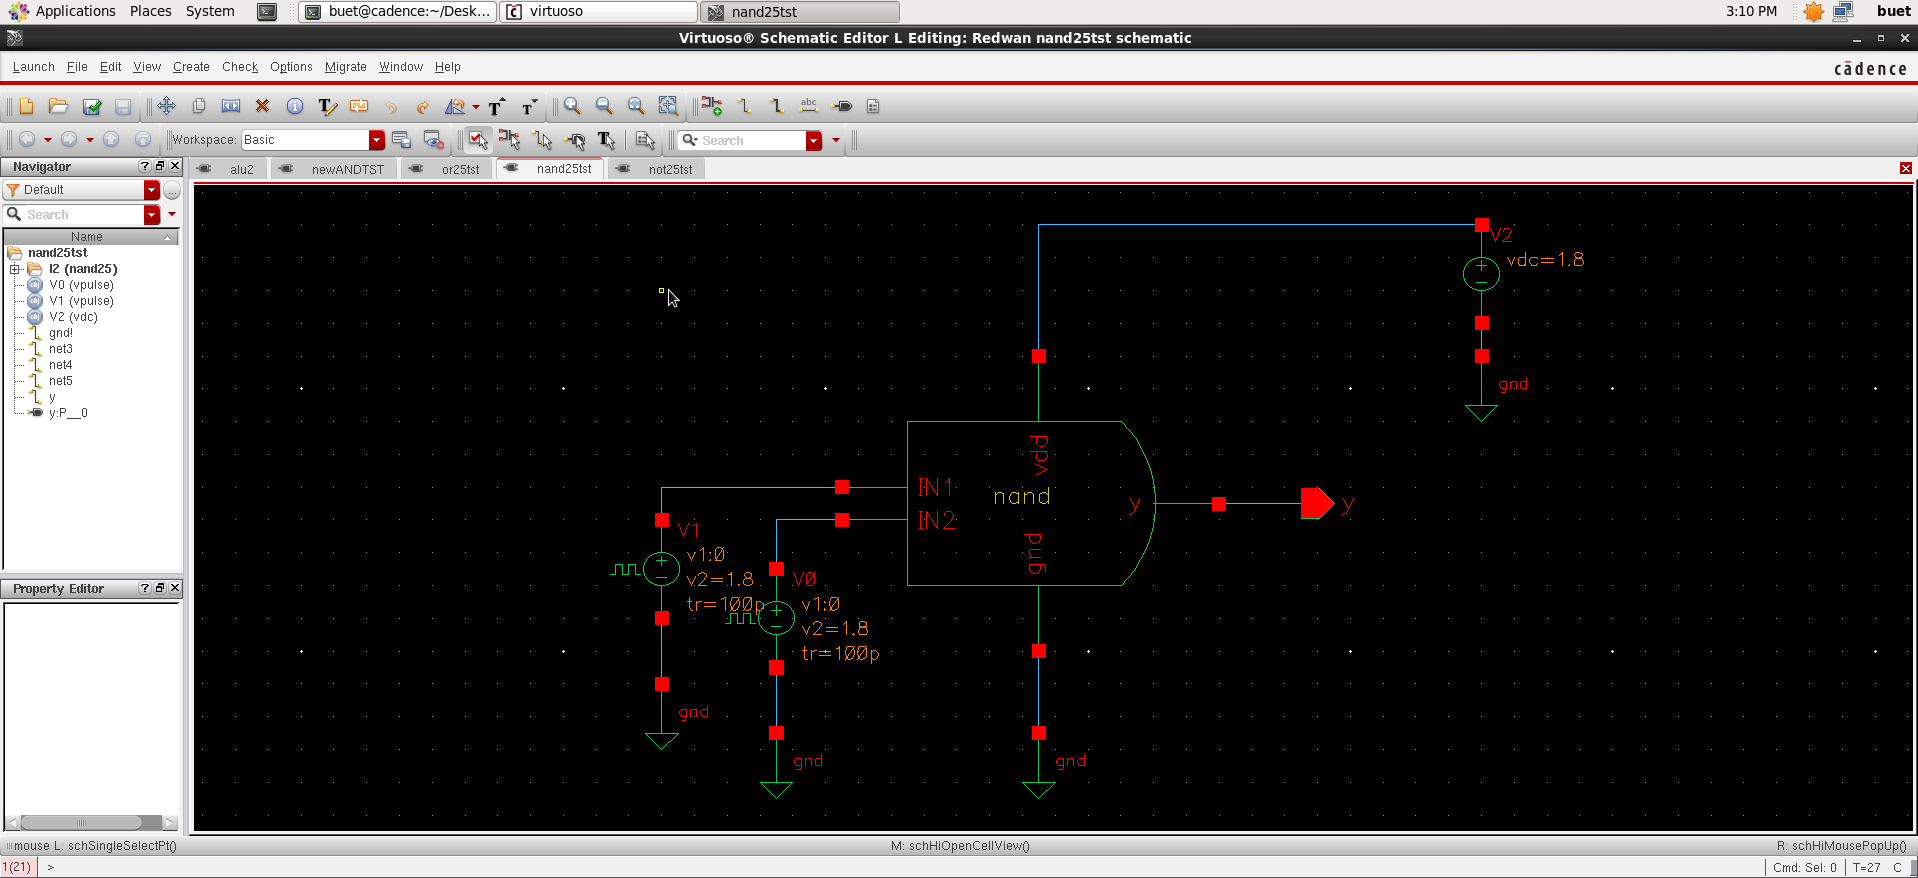 Applications Places System buet@cadence:~/Desk... virtuoso nand25tst 3:10 PM buet
Virtuoso® Schematic Editor L Editing: Redwan nand25tst schematic
Launch File Edit View Create Check Options Migrate Window Help cādence
abc
Workspace: Basic Search
Navigator ? alu2 newANDTST or25tst nand25tst not25tst
Default ...
Search
Name
nand25tst
I2 (nand25)
V0 (vpulse)
V1 (vpulse)
V2 (vdc)
gnd!
net3
net4
net5
y
y:P__0
Property Editor ?
V2
vdc=1.8
gnd
vdd
IN1
nand
y
y
IN2
gnd
V1
v1:0
v2=1.8
tr=100p
gnd
V0
v1:0
v2=1.8
tr=100p
gnd
gnd
mouse L: schSingleSelectPt() M: schHiOpenCellView() R: schHiMousePopUp()
1(21) > Cmd: Sel: 0 T=27 C